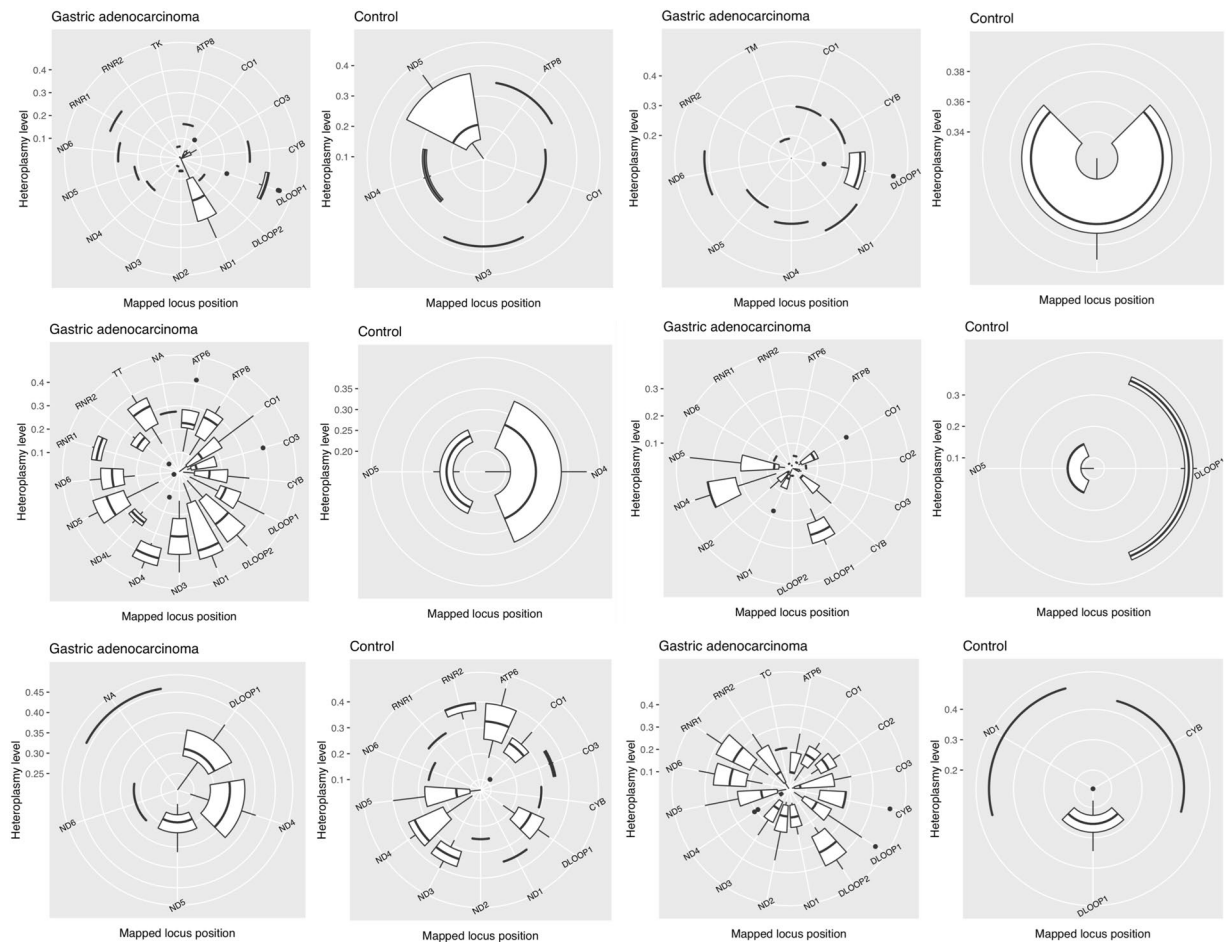 Gastric adenocarcinoma
Heteroplasmy level
0.4
0.3
0.2
0.1
TK
ATP8
CO1
CO3
CYB
DLOOP1
DLOOP2
ND1
ND2
ND3
ND4
ND5
ND6
RNR1
RNR2
Mapped locus position
Control
Heteroplasmy level
0.4
0.3
0.2
0.1
ND5
ATP8
CO1
ND3
ND4
Mapped locus position
Gastric adenocarcinoma
Heteroplasmy level
0.4
0.3
0.2
TM
CO1
CYB
DLOOP1
ND1
ND4
ND5
ND6
RNR2
Mapped locus position
Control
Heteroplasmy level
0.38
0.36
0.34
Mapped locus position
Gastric adenocarcinoma
Heteroplasmy level
0.4
0.3
0.2
0.1
NA
ATP6
ATP8
CO1
CO3
CYB
DLOOP1
DLOOP2
ND1
ND3
ND4
ND4L
ND5
ND6
RNR1
RNR2
TT
Mapped locus position
Control
Heteroplasmy level
0.35
0.30
0.25
0.20
ND5
ND4
Mapped locus position
Gastric adenocarcinoma
Heteroplasmy level
0.3
0.2
0.1
RNR2
ATP6
ATP8
CO1
CO2
CO3
CYB
DLOOP1
DLOOP2
ND1
ND2
ND4
ND5
ND6
RNR1
Mapped locus position
Control
Heteroplasmy level
0.3
0.2
0.1
ND5
DLOOP1
Mapped locus position
Gastric adenocarcinoma
Heteroplasmy level
0.45
0.40
0.35
0.30
0.25
NA
DLOOP1
ND4
ND5
ND6
Mapped locus position
Control
Heteroplasmy level
0.4
0.3
0.2
0.1
RNR2
ATP6
CO1
CO3
CYB
DLOOP1
ND1
ND2
ND3
ND4
ND5
ND6
RNR1
Mapped locus position
Gastric adenocarcinoma
Heteroplasmy level
0.4
0.3
0.2
0.1
TC
ATP6
CO1
CO2
CO3
CYB
DLOOP1
DLOOP2
ND1
ND2
ND3
ND4
ND5
ND6
RNR1
RNR2
Mapped locus position
Control
Heteroplasmy level
0.4
0.3
0.2
ND1
CYB
DLOOP1
Mapped locus position